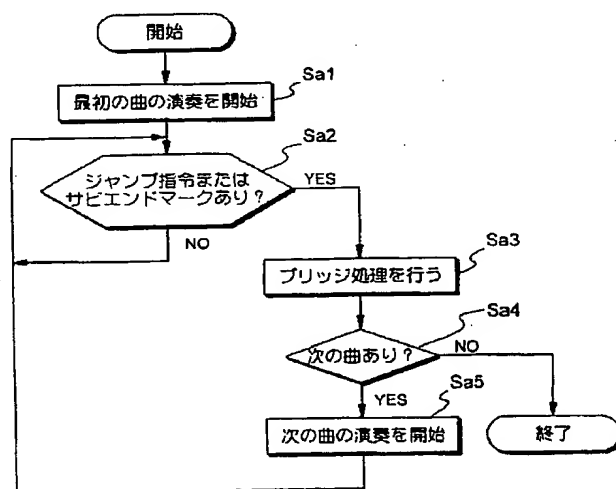 開始
Sa1
最初の曲の演奏を開始
Sa2
ジャンプ指令または
サビエンドマークあり?
YES
NO
Sa3
ブリッジ処理を行う
Sa4
次の曲あり?
NO
YES
Sa5
次の曲の演奏を開始
終了